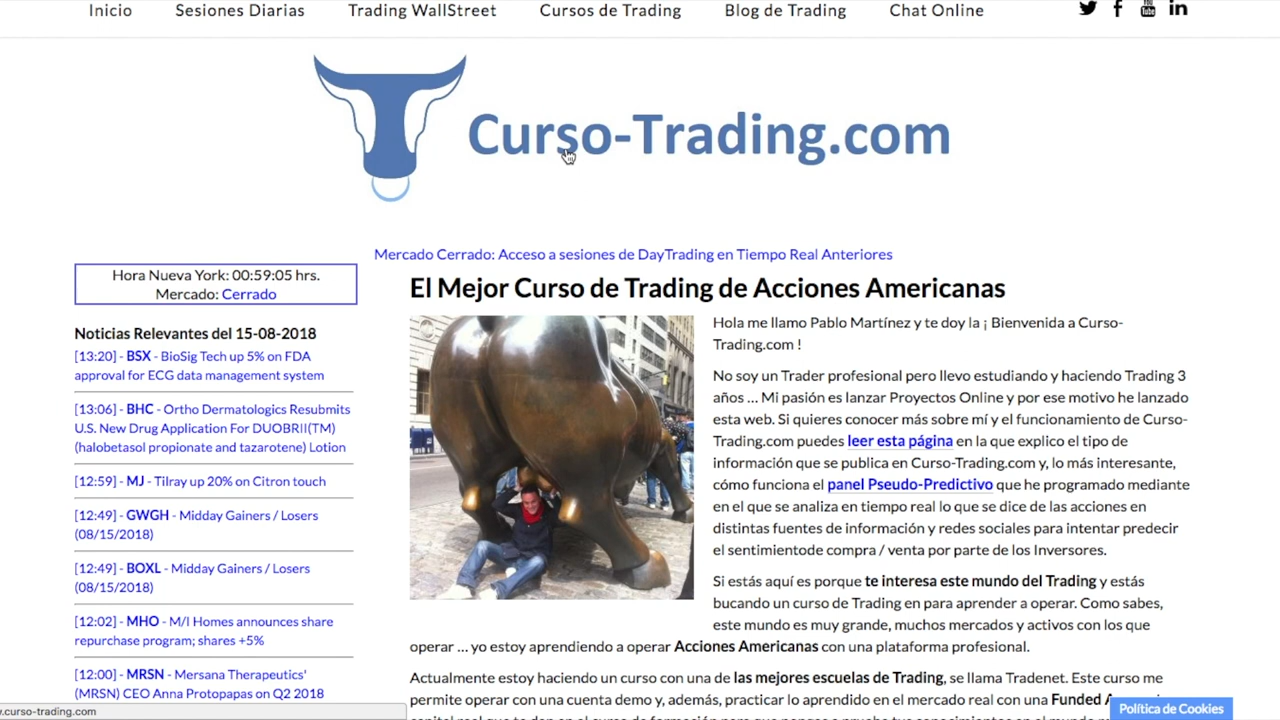 Inicio
Sesiones Diarias
Trading WallStreet
Cursos de Trading
Blog de Trading
Chat Online
Curso-Trading.com
Hora Nueva York: 00:59:05 hrs.
Mercado: Cerrado
Noticias Relevantes del 15-08-2018
[13:20] - BSX - BioSig Tech up 5% on FDA
approval for ECG data management system
[13:06] - BHC - Ortho Dermatologics Resubmits
U.S. New Drug Application For DUOBRII(TM)
(halobetasol propionate and tazarotene) Lotion
[12:59] - MJ - Tilray up 20% on Citron touch
[12:49] - GWGH - Midday Gainers / Losers
(08/15/2018)
[12:49] - BOXL - Midday Gainers / Losers
(08/15/2018)
[12:02] - MHO - M/I Homes announces share
repurchase program; shares +5%
[12:00] - MRSN - Mersana Therapeutics'
(MRSN) CEO Anna Protopapas on Q2 2018
Mercado Cerrado: Acceso a sesiones de DayTrading en Tiempo Real Anteriores
El Mejor Curso de Trading de Acciones Americanas
Hola me llamo Pablo Martínez y te doy la ¡ Bienvenida a Curso-
Trading.com !
No soy un Trader profesional pero llevo estudiando y haciendo Trading 3
años ... Mi pasión es lanzar Proyectos Online y por ese motivo he lanzado
esta web. Si quieres conocer más sobre mí y el funcionamiento de Curso-
Trading.com puedes leer esta página en la que explico el tipo de
información que se publica en Curso-Trading.com y, lo más interesante,
cómo funciona el panel Pseudo-Predictivo que he programado mediante
en el que se analiza en tiempo real lo que se dice de las acciones en
distintas fuentes de información y redes sociales para intentar predecir
el sentimientode compra / venta por parte de los Inversores.
Si estás aquí es porque te interesa este mundo del Trading y estás
bucando un curso de Trading en para aprender a operar. Como sabes,
este mundo es muy grande, muchos mercados y activos con los que
operar ... yo estoy aprendiendo a operar Acciones Americanas con una plataforma profesional.
Actualmente estoy haciendo un curso con una de las mejores escuelas de Trading, se llama Tradenet. Este curso me
permite operar con una cuenta demo y, además, practicar lo aprendido en el mercado real con una Funded
Política de Cookies
.curso-trading.com